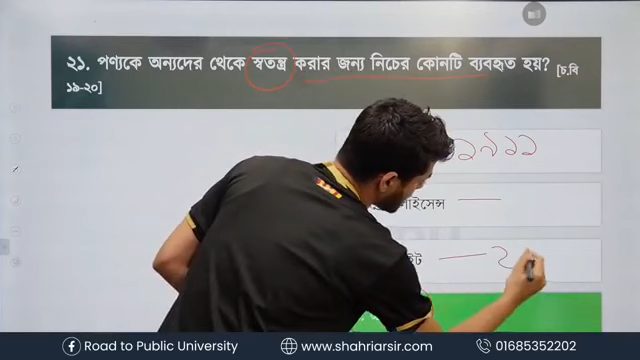 ২১. পণ্যকে অন্যদের থেকে স্বতন্ত্র করার জন্য নিচের কোনটি ব্যবহৃত হয়? [চ.বি
১৯-২০]
১৯১১
Road to Public University
www.shahriarsir.com
01685352202